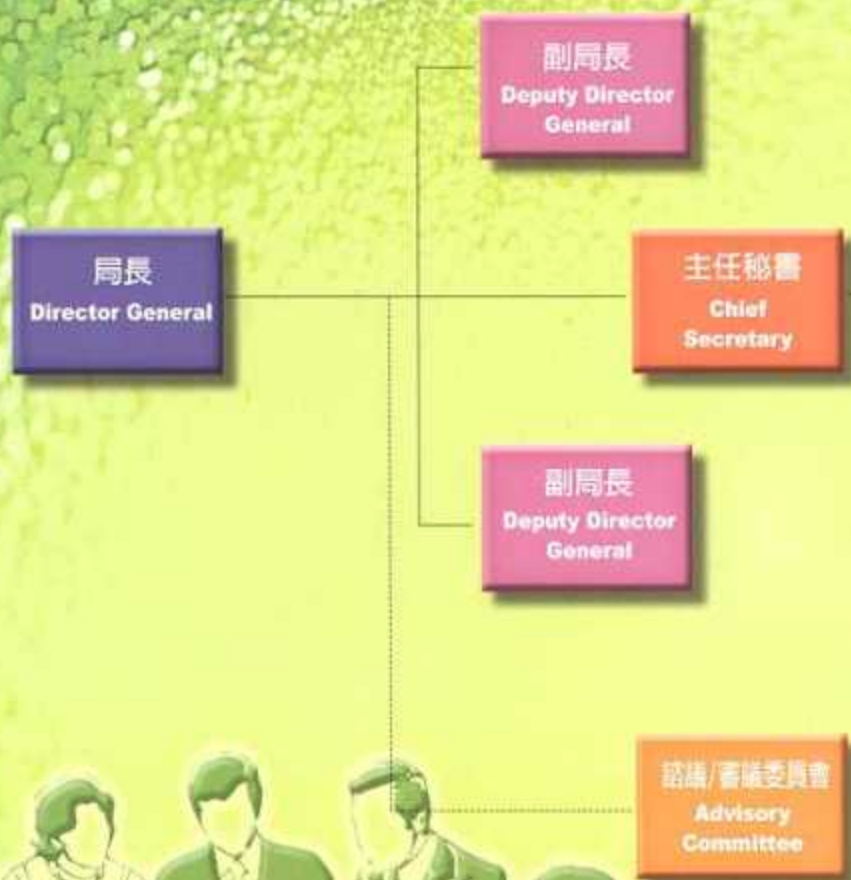 副局長
Deputy Director
General
局長
Director General
主任秘書
Chief
Secretary
副局長
Deputy Director
General
諮議/審議委員會
Advisory
Committee